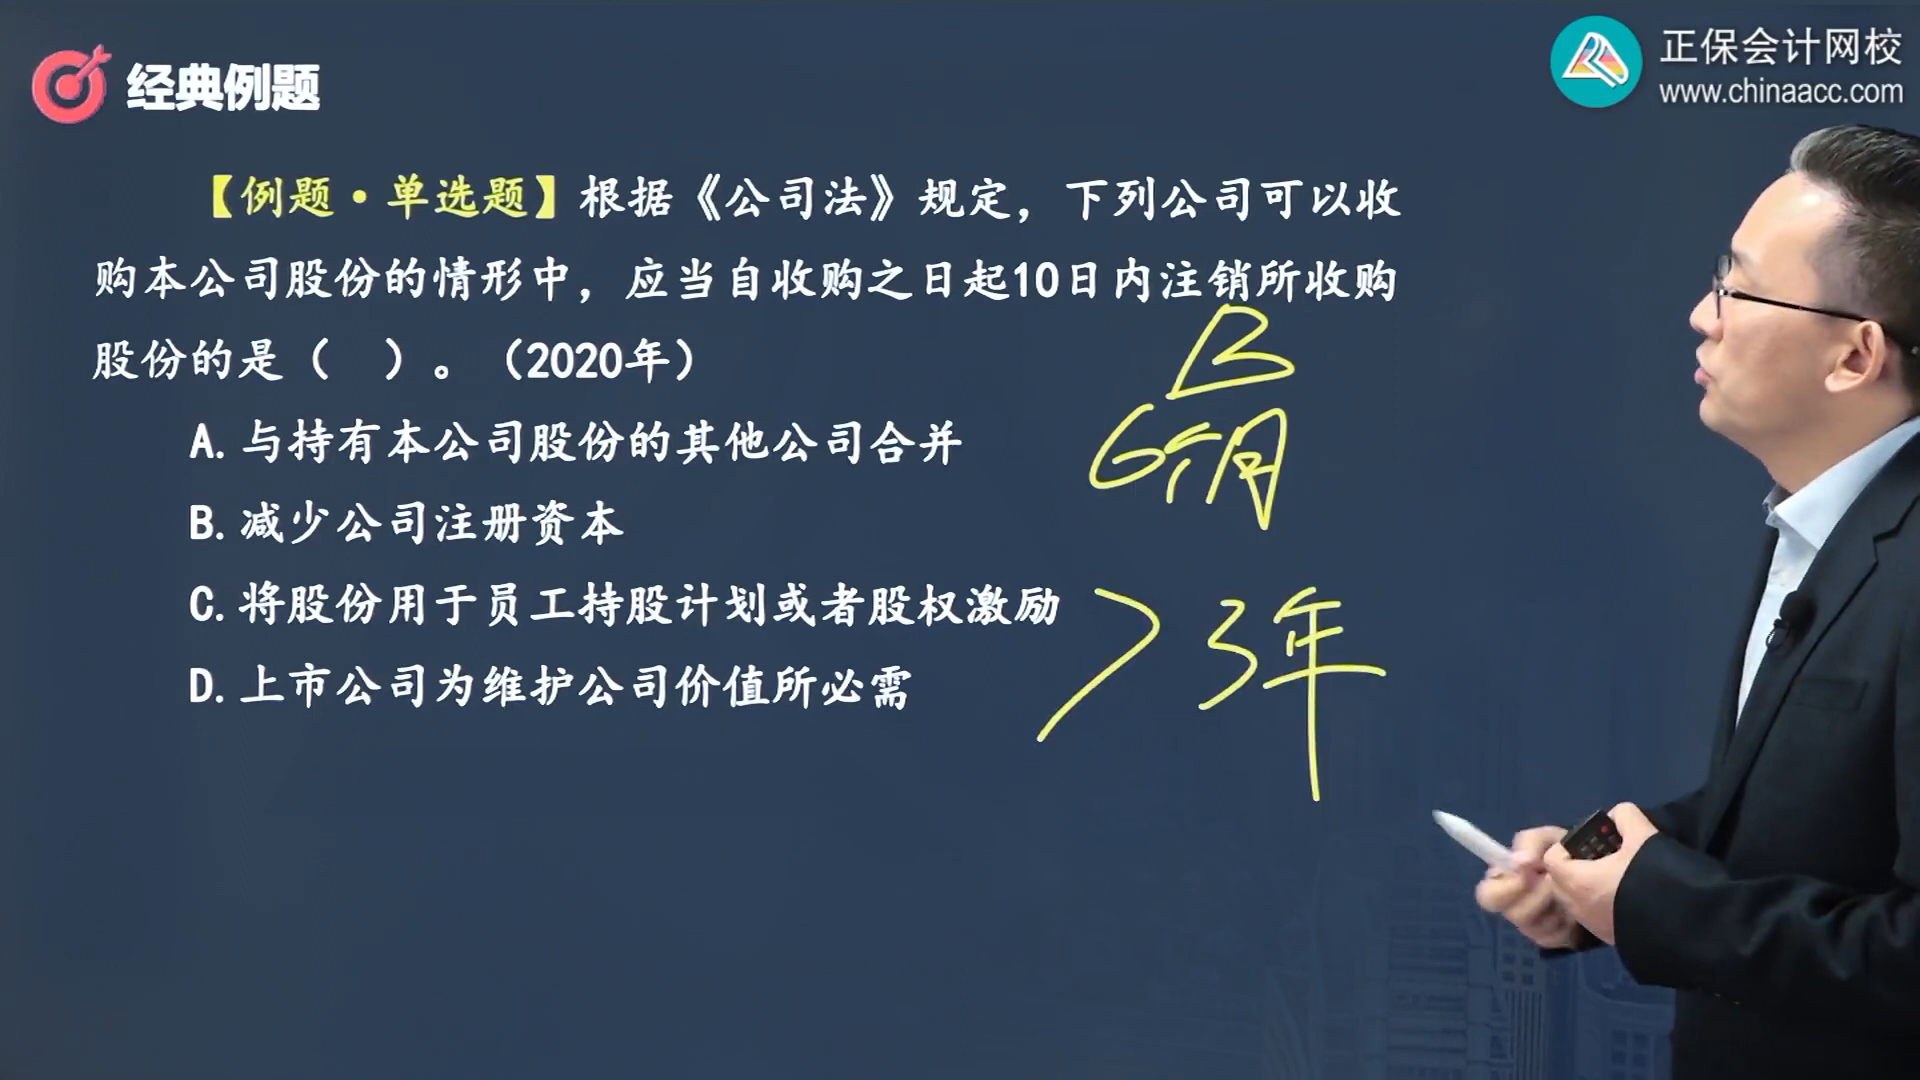 经典例题
正保会计网校
www.chinaacc.com
【例题·单选题】根据《公司法》规定，下列公司可以收
购本公司股份的情形中，应当自收购之日起10日内注销所收购
股份的是（　）。（2020年）
B
A.与持有本公司股份的其他公司合并
6个月
B.减少公司注册资本
C.将股份用于员工持股计划或者股权激励
3年
D.上市公司为维护公司价值所必需